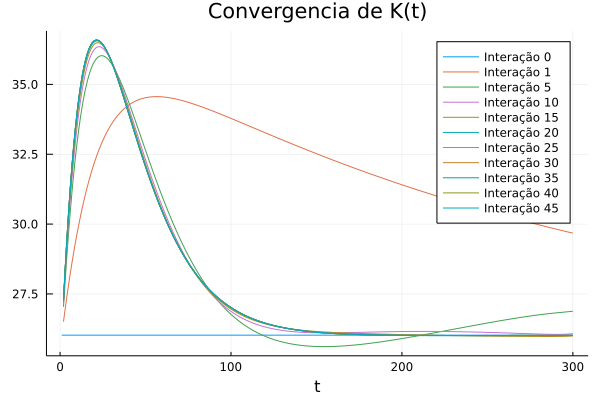 Convergencia de K(t)
Interação 0
Interação 1
Interação 5
Interação 10
Interação 15
Interação 20
Interação 25
Interação 30
Interação 35
Interação 40
Interação 45
35.0
32.5
30.0
27.5
0 100 200 300
t